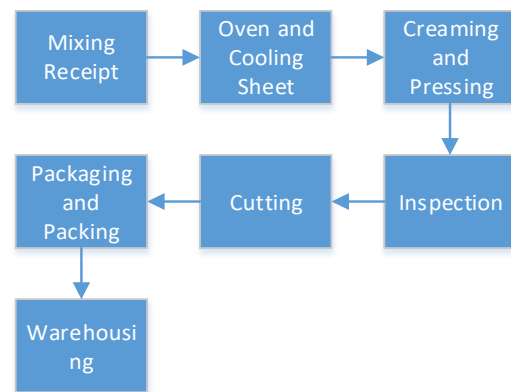 Mixing
Receipt
Oven and
Cooling
Sheet
Creaming
and
Pressing
Inspection
Cutting
Packaging
and
Packing
Warehousi
ng